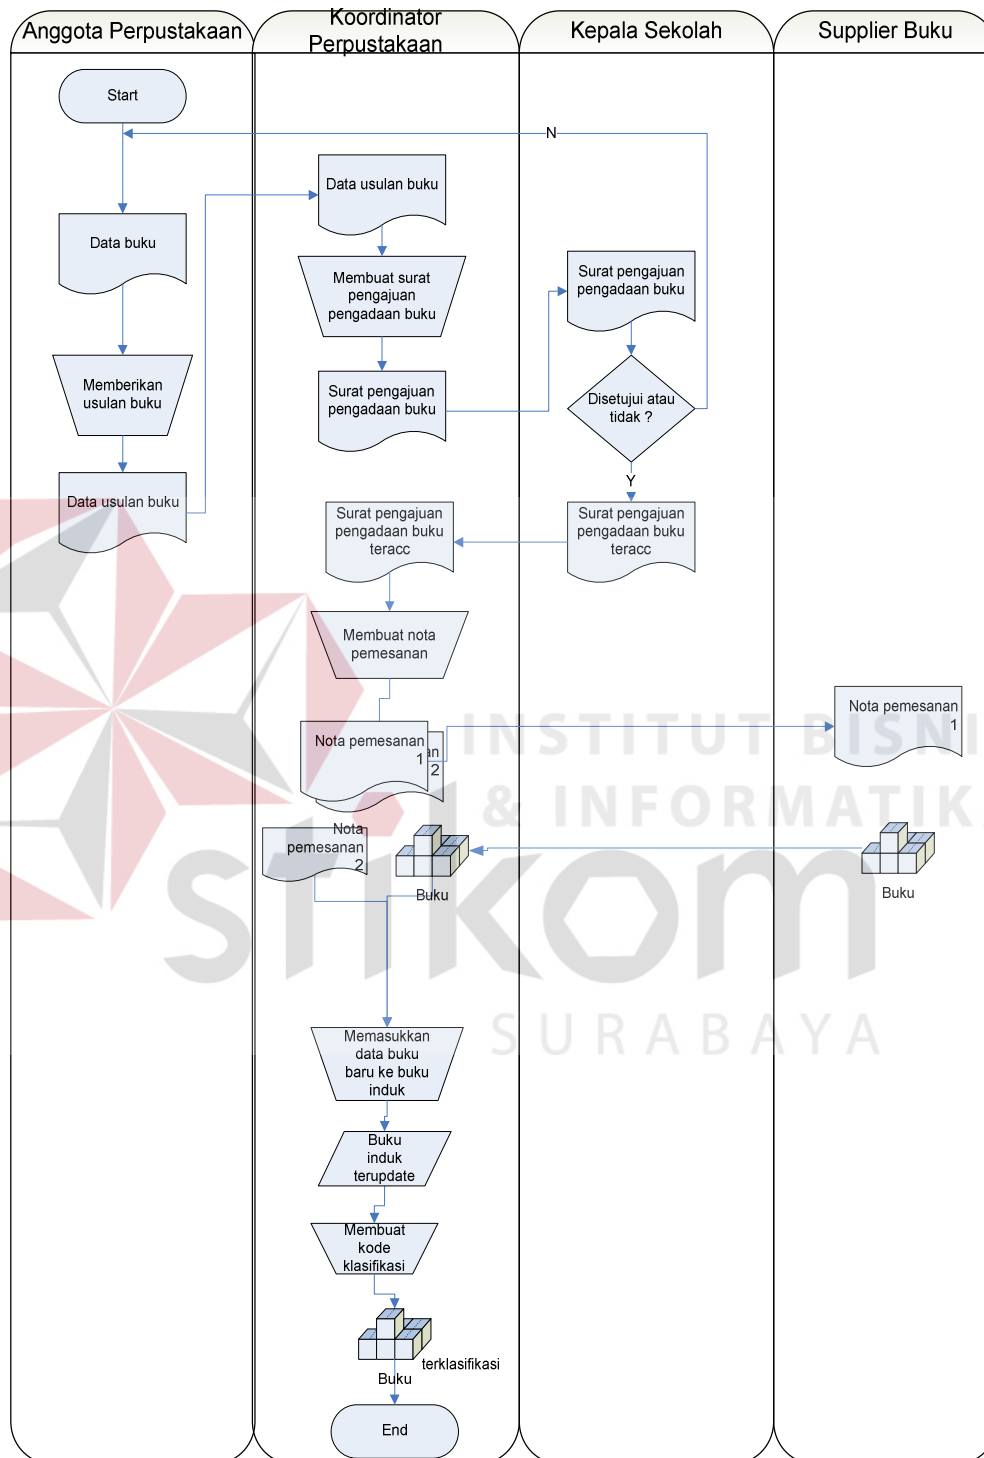 Anggota Perpustakaan
Koordinator
Perpustakaan
Kepala Sekolah
Supplier Buku
Start
N
Data usulan buku
Data buku
Membuat surat
pengajuan
pengadaan buku
Surat pengajuan
pengadaan buku
Memberikan
usulan buku
Surat pengajuan
pengadaan buku
Disetujui atau
tidak ?
Y
Data usulan buku
Surat pengajuan
pengadaan buku
teracc
Surat pengajuan
pengadaan buku
teracc
Membuat nota
pemesanan
Nota pemesanan
1
an
2
Nota pemesanan
1
INSTITUT BISNI
& INFORMATIK
Nota
pemesanan
2
Buku
Buku
stikom
SURABAYA
Memasukkan
data buku
baru ke buku
induk
Buku
induk
terupdate
Membuat
kode
klasifikasi
terklasifikasi
Buku
End